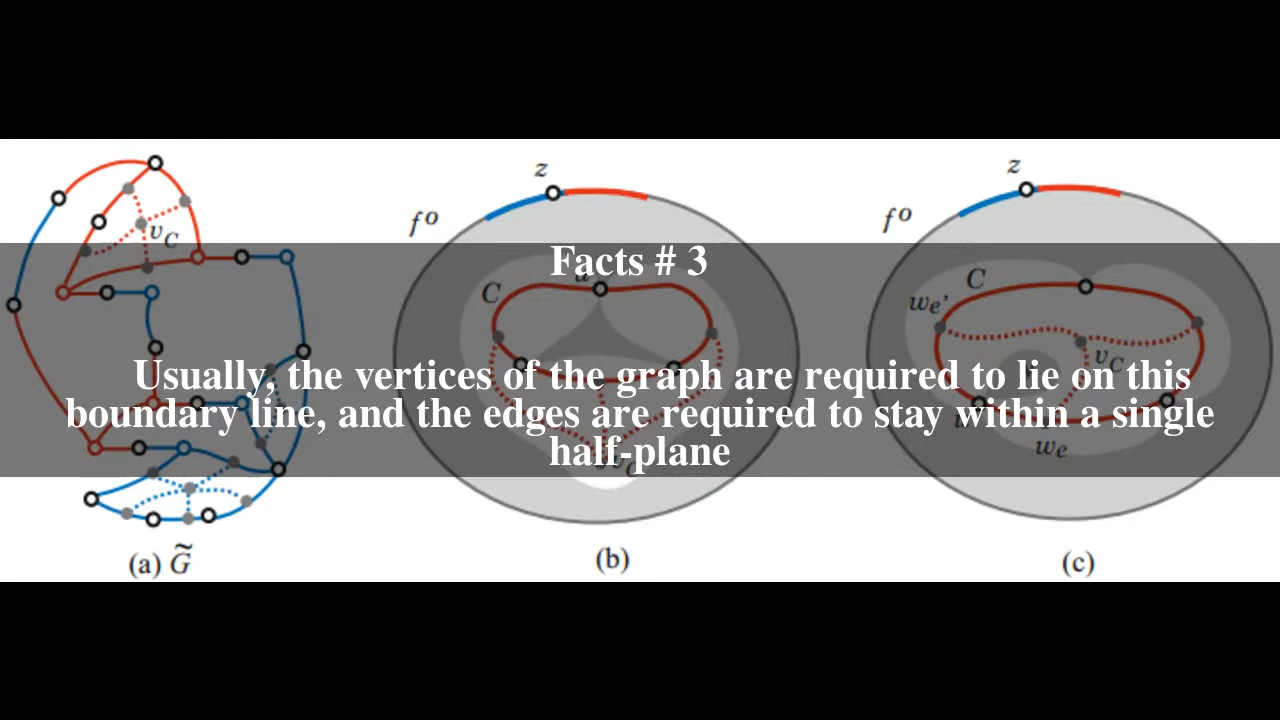 z
z
f^o
f^o
v_C
Facts # 3
C
C
w_e'
Usually, the vertices of the graph are required to lie on this
v_C
boundary line, and the edges are required to stay within a single
w_e
half-plane
(a) G̃
(b)
(c)